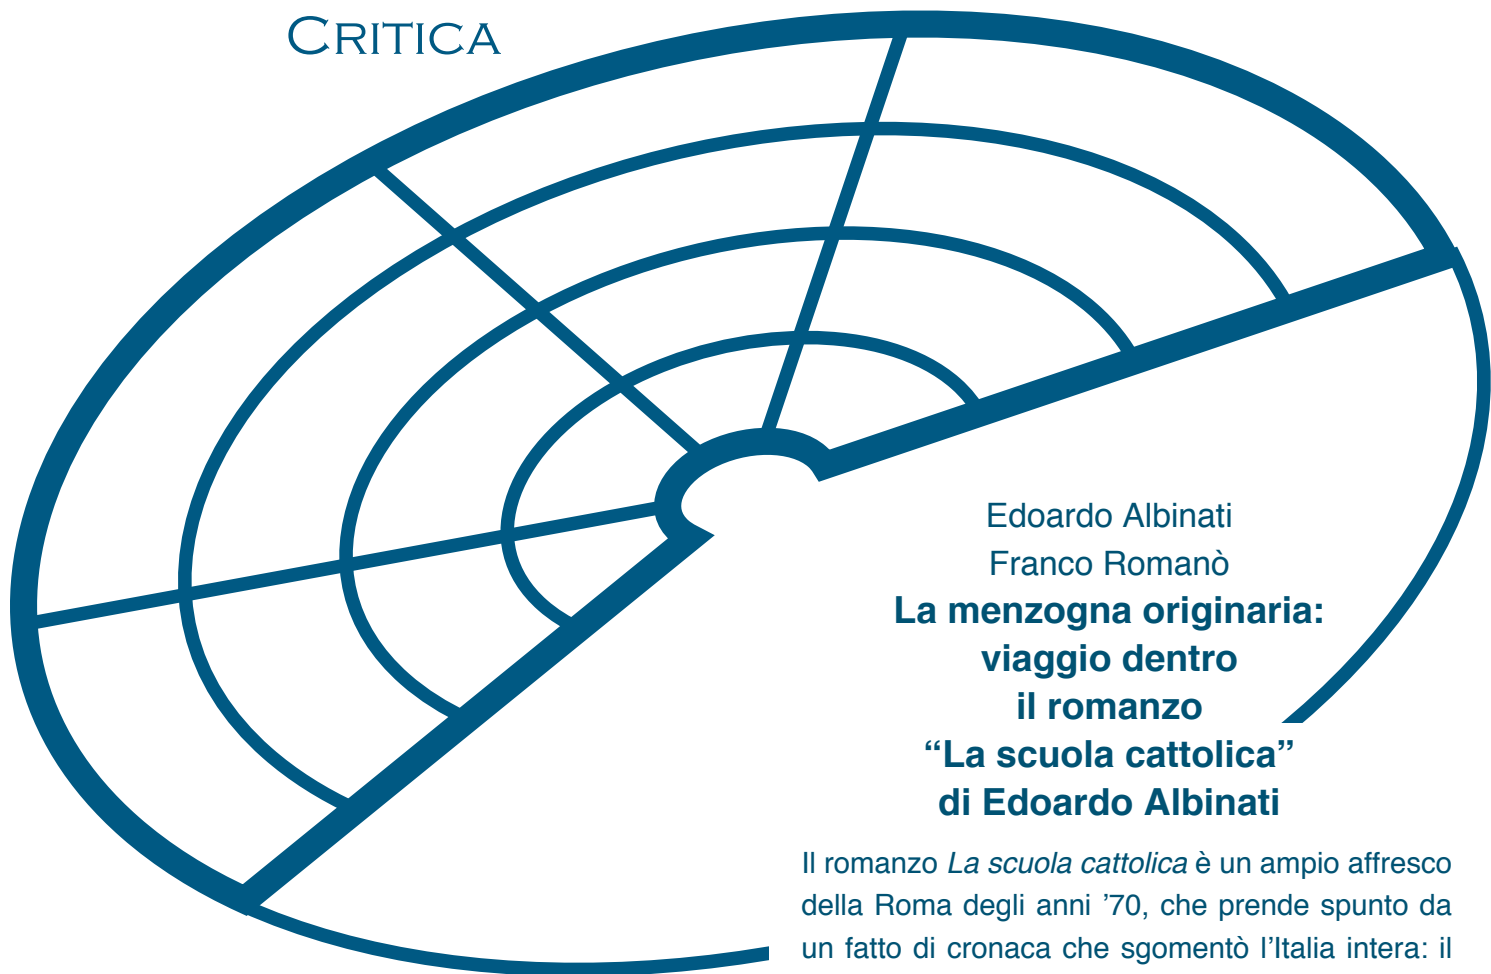 CRITICA
Edoardo Albinati
Franco Romanò
La menzogna originaria:
viaggio dentro
il romanzo
“La scuola cattolica”
di Edoardo Albinati
Il romanzo La scuola cattolica è un ampio affresco
della Roma degli anni ’70, che prende spunto da
un fatto di cronaca che sgomentò l’Italia intera: il